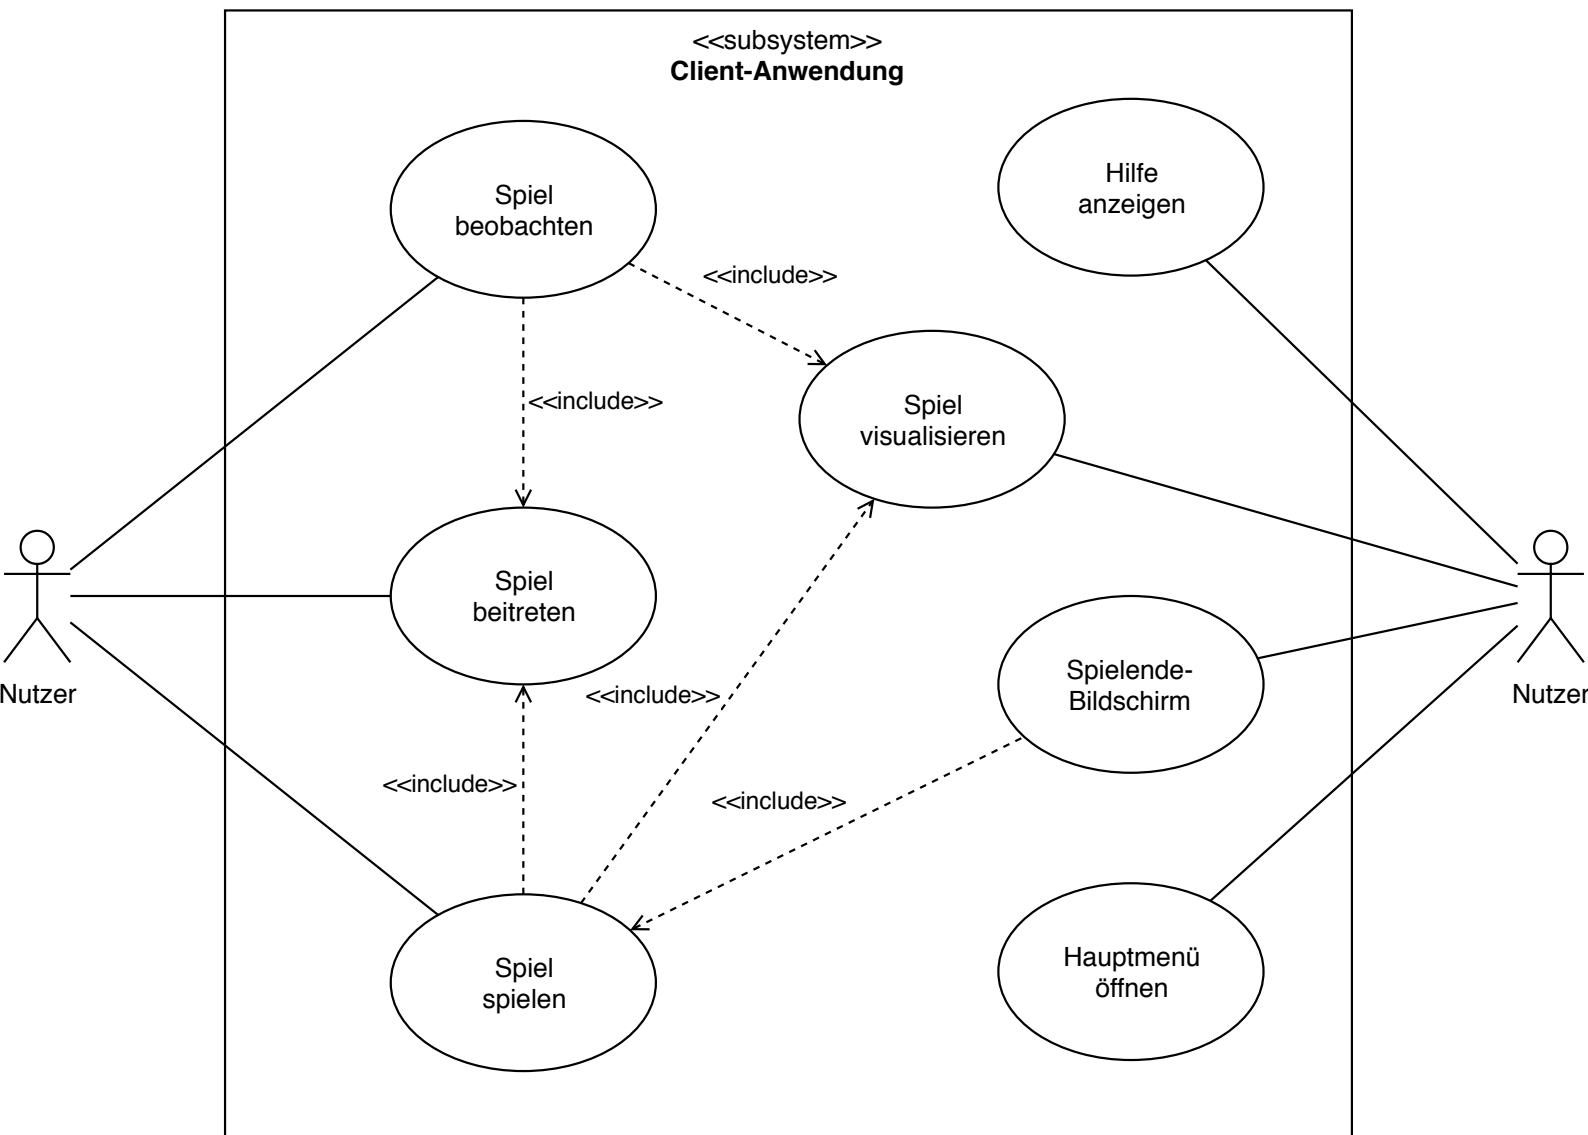 <<subsystem>>
Client-Anwendung
Spiel
beobachten
Hilfe
anzeigen
<<include>>
<<include>>
Spiel
visualisieren
Spiel
beitreten
Nutzer
Nutzer
<<include>>
Spielende-
Bildschirm
<<include>>
<<include>>
Spiel
spielen
Hauptmenü
öffnen